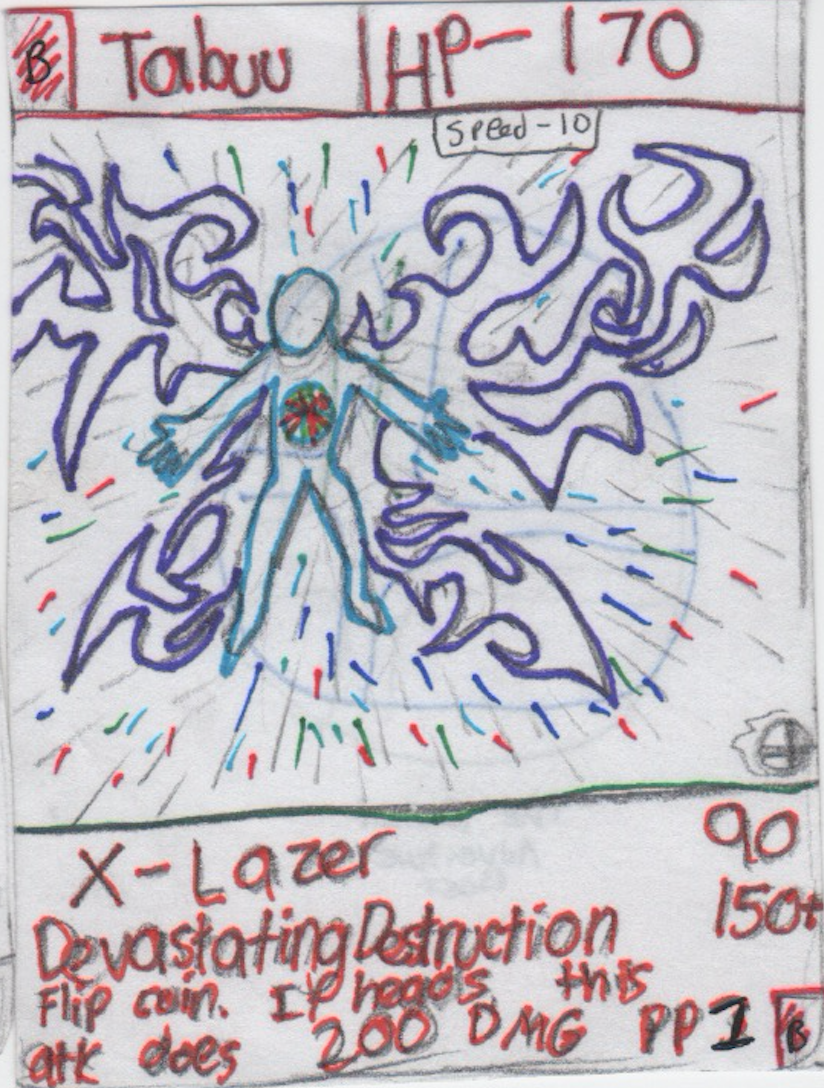 B Tabuu HP-170
Speed-10
X-Lazer 90
Devastating Destruction 150+
Flip coin. If heads this
atk does 200 DMG PP 1 B